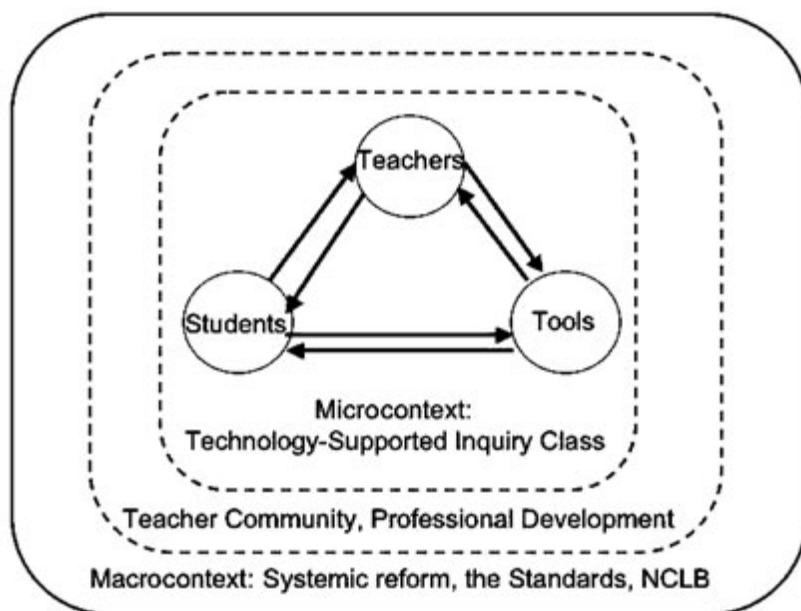 Teachers
Students
Tools
Microcontext:
Technology-Supported Inquiry Class
Teacher Community, Professional Development
Macrocontext: Systemic reform, the Standards, NCLB